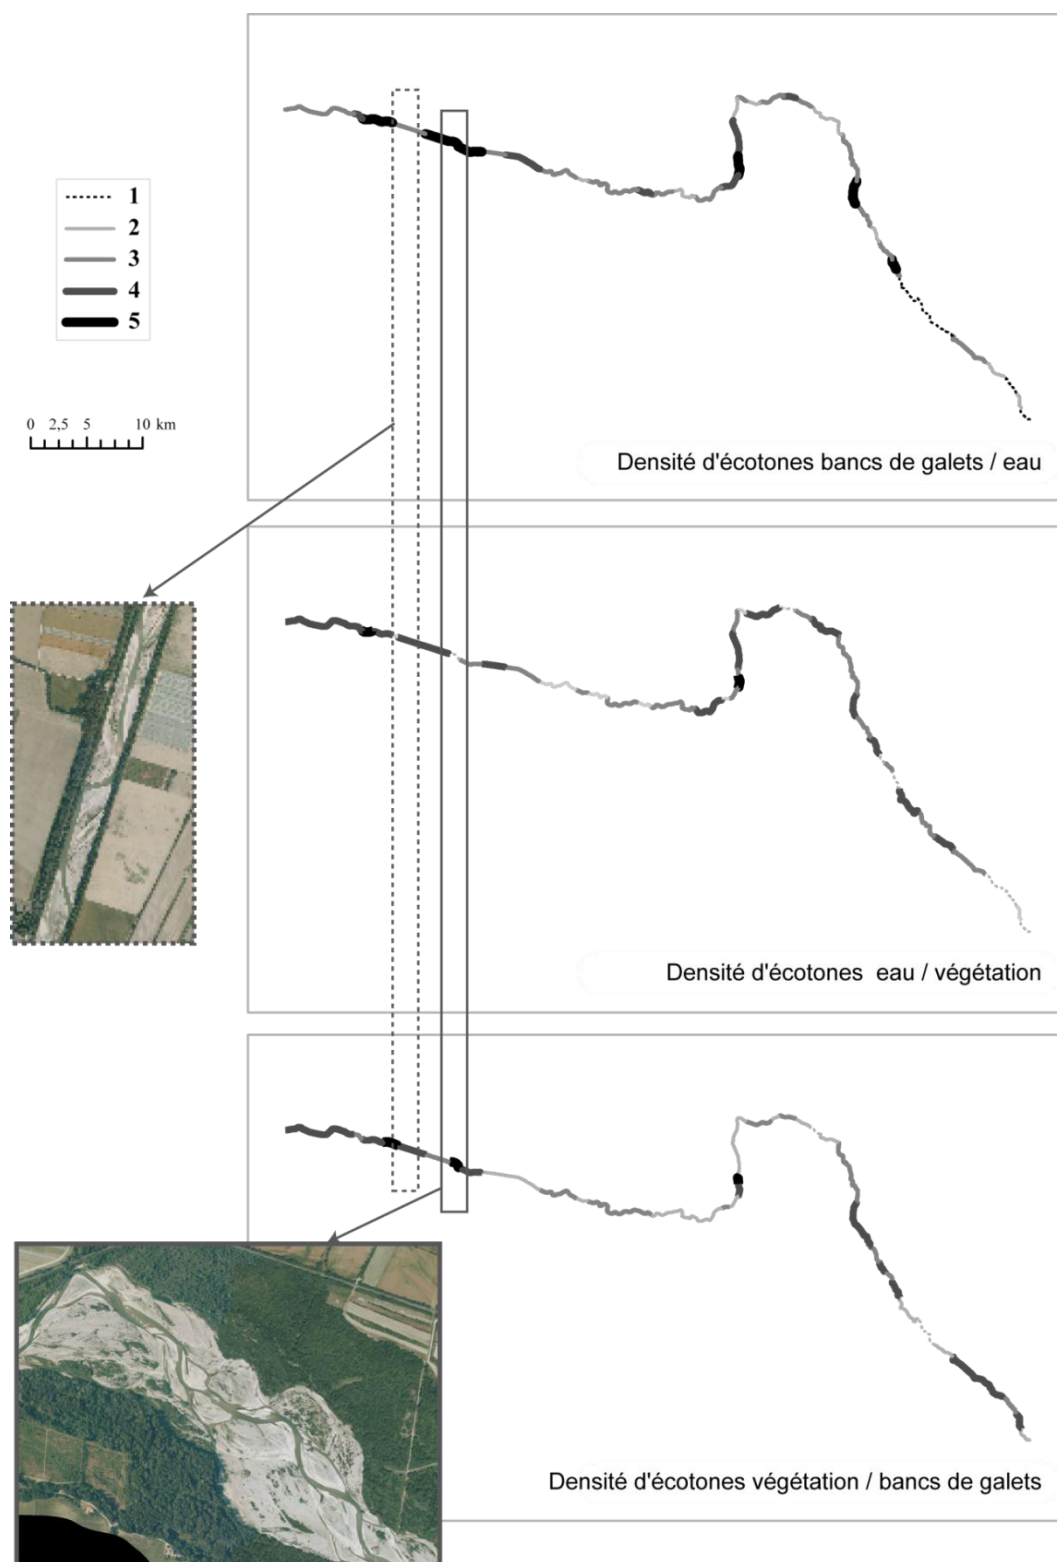 1
2
3
4
5
0 2,5 5 10 km
Densité d'écotones bancs de galets / eau
Densité d'écotones eau / végétation
Densité d'écotones végétation / bancs de galets